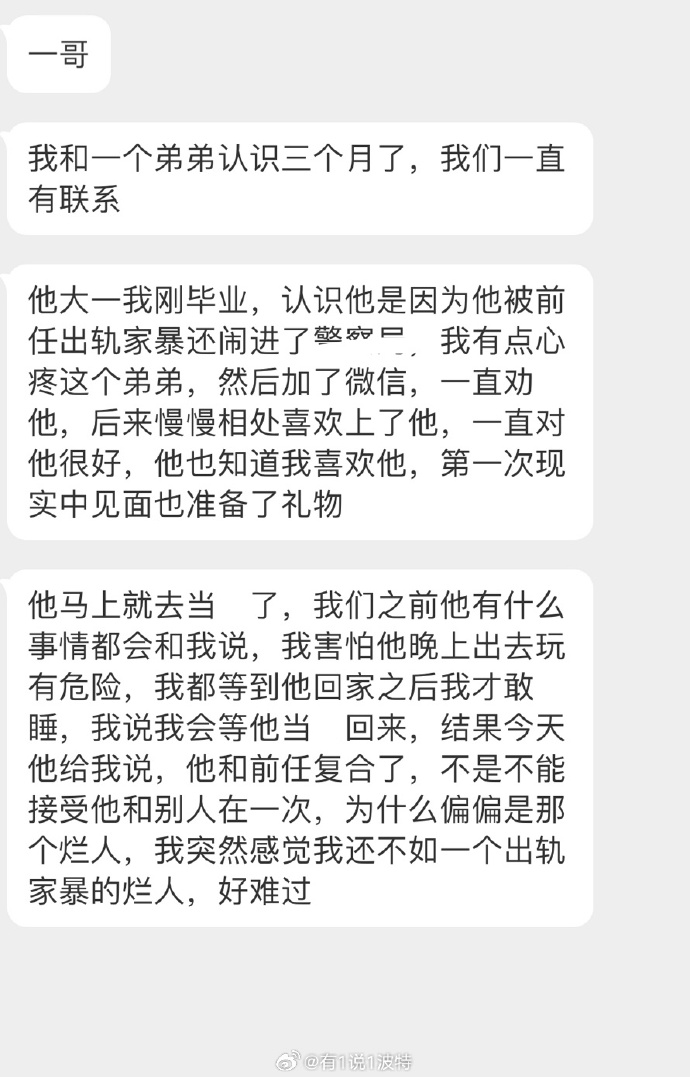 一哥
我和一个弟弟认识三个月了，我们一直
有联系
他大一我刚毕业，认识他是因为他被前
任出轨家暴还闹进了警察局，我有点心
疼这个弟弟，然后加了微信，一直劝
他，后来慢慢相处喜欢上了他，一直对
他很好，他也知道我喜欢他，第一次现
实中见面也准备了礼物
他马上就去当 了，我们之前他有什么
事情都会和我说，我害怕他晚上出去玩
有危险，我都等到他回家之后我才敢
睡，我说我会等他当 回来，结果今天
他给我说，他和前任复合了，不是不能
接受他和别人在一次，为什么偏偏是那
个烂人，我突然感觉我还不如一个出轨
家暴的烂人，好难过
@有1说1波特